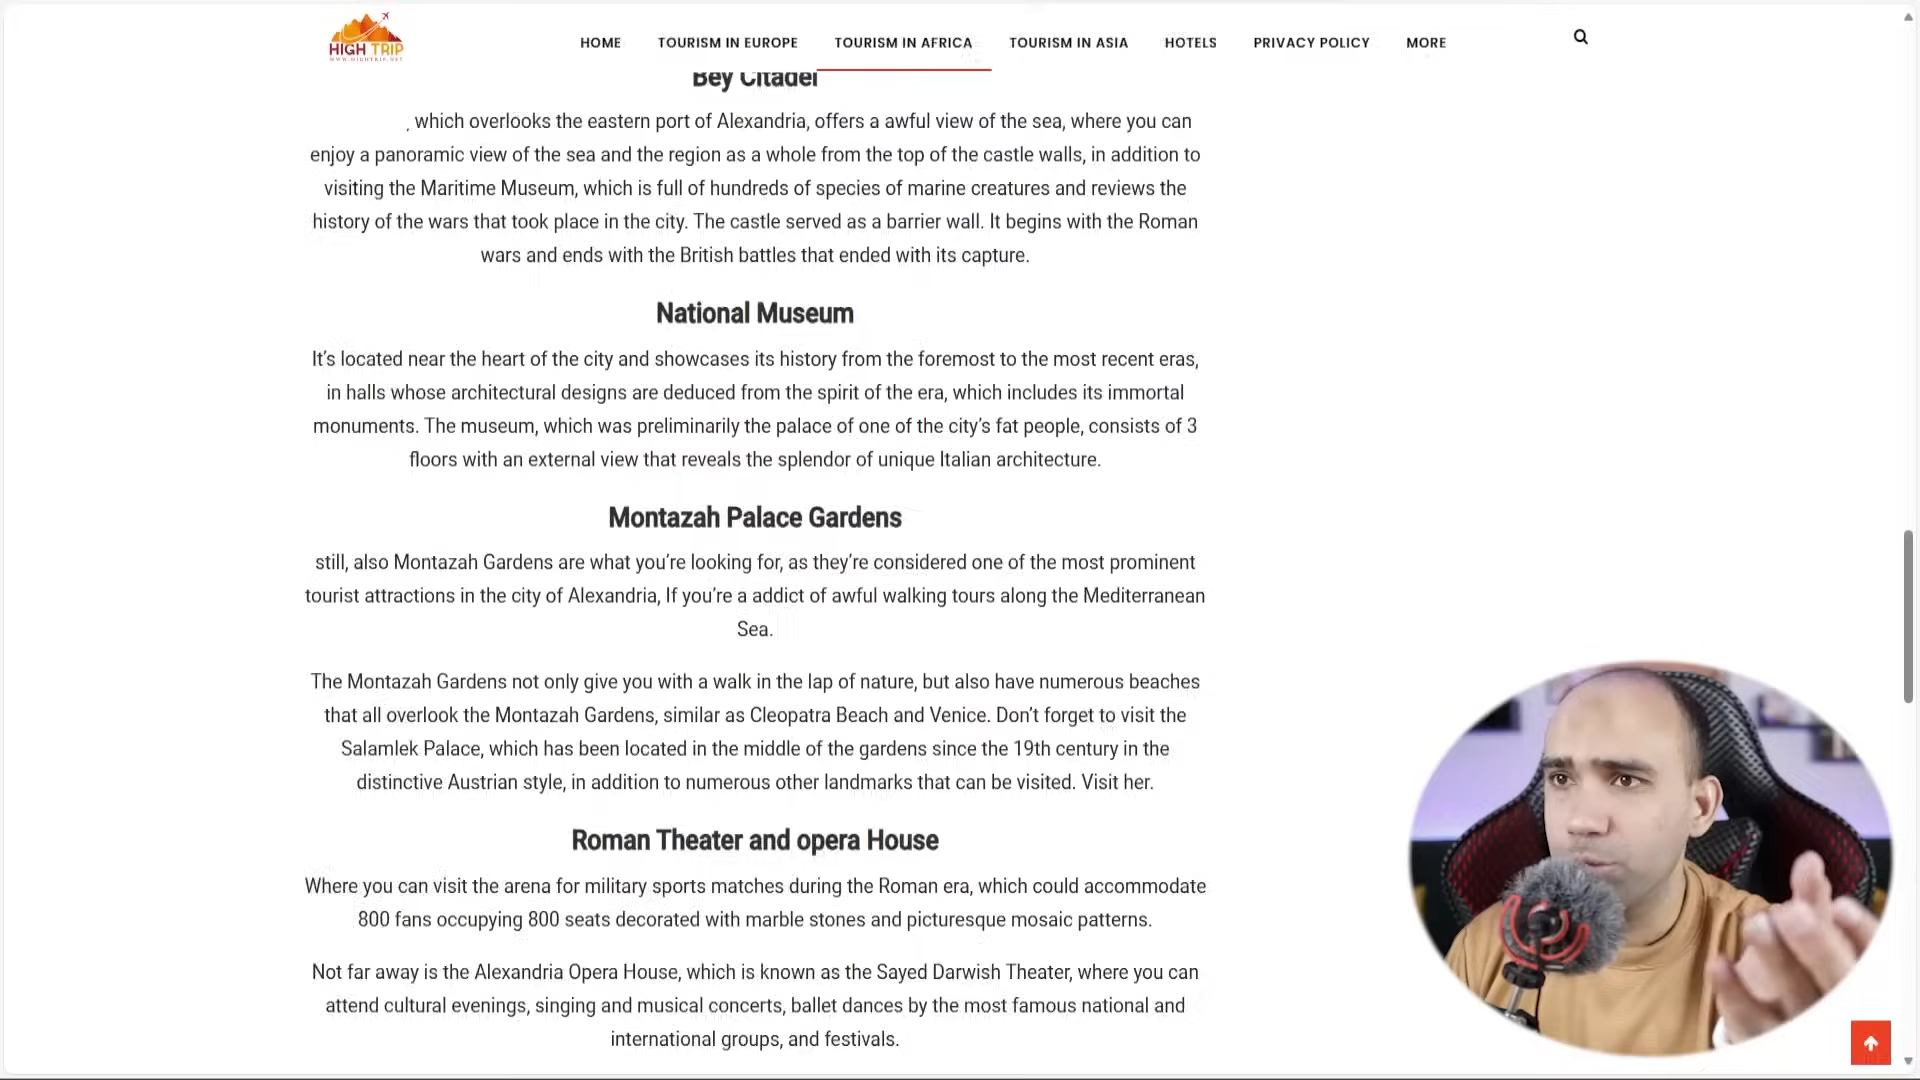 HIGH TRIP
WWW.HIGHTRIP.NET
HOME TOURISM IN EUROPE TOURISM IN AFRICA TOURISM IN ASIA HOTELS PRIVACY POLICY MORE
Bey Citadel
, which overlooks the eastern port of Alexandria, offers a awful view of the sea, where you can
enjoy a panoramic view of the sea and the region as a whole from the top of the castle walls, in addition to
visiting the Maritime Museum, which is full of hundreds of species of marine creatures and reviews the
history of the wars that took place in the city. The castle served as a barrier wall. It begins with the Roman
wars and ends with the British battles that ended with its capture.
National Museum
It’s located near the heart of the city and showcases its history from the foremost to the most recent eras,
in halls whose architectural designs are deduced from the spirit of the era, which includes its immortal
monuments. The museum, which was preliminarily the palace of one of the city’s fat people, consists of 3
floors with an external view that reveals the splendor of unique Italian architecture.
Montazah Palace Gardens
still, also Montazah Gardens are what you’re looking for, as they’re considered one of the most prominent
tourist attractions in the city of Alexandria, If you’re a addict of awful walking tours along the Mediterranean
Sea.
The Montazah Gardens not only give you with a walk in the lap of nature, but also have numerous beaches
that all overlook the Montazah Gardens, similar as Cleopatra Beach and Venice. Don’t forget to visit the
Salamlek Palace, which has been located in the middle of the gardens since the 19th century in the
distinctive Austrian style, in addition to numerous other landmarks that can be visited. Visit her.
Roman Theater and opera House
Where you can visit the arena for military sports matches during the Roman era, which could accommodate
800 fans occupying 800 seats decorated with marble stones and picturesque mosaic patterns.
Not far away is the Alexandria Opera House, which is known as the Sayed Darwish Theater, where you can
attend cultural evenings, singing and musical concerts, ballet dances by the most famous national and
international groups, and festivals.